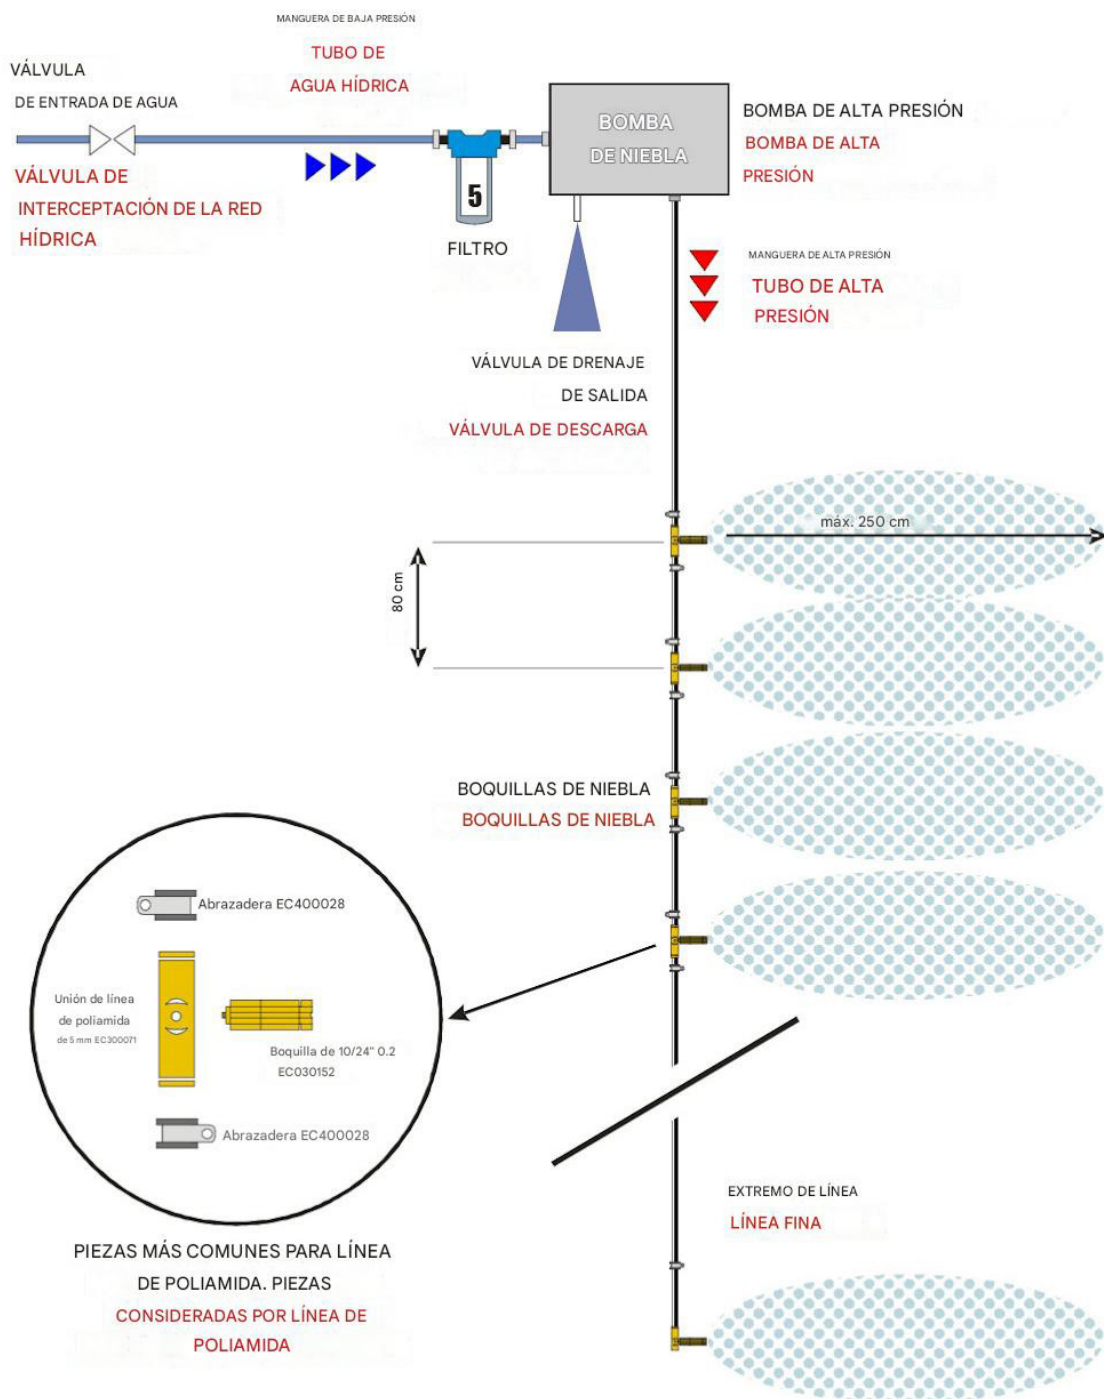 MANGUERA DE BAJA PRESIÓN
TUBO DE
AGUA HÍDRICA
VÁLVULA
DE ENTRADA DE AGUA
VÁLVULA DE
INTERCEPTACIÓN DE LA RED
HÍDRICA
5
FILTRO
BOMBA
DE NIEBLA
BOMBA DE ALTA PRESIÓN
BOMBA DE ALTA
PRESIÓN
MANGUERA DE ALTA PRESIÓN
TUBO DE ALTA
PRESIÓN
VÁLVULA DE DRENAJE
DE SALIDA
VÁLVULA DE DESCARGA
máx. 250 cm
80 cm
BOQUILLAS DE NIEBLA
BOQUILLAS DE NIEBLA
Abrazadera EC400028
Unión de línea
de poliamida
de 5 mm EC300071
Boquilla de 10/24" 0.2
EC030152
Abrazadera EC400028
EXTREMO DE LÍNEA
LÍNEA FINA
PIEZAS MÁS COMUNES PARA LÍNEA
DE POLIAMIDA. PIEZAS
CONSIDERADAS POR LÍNEA DE
POLIAMIDA